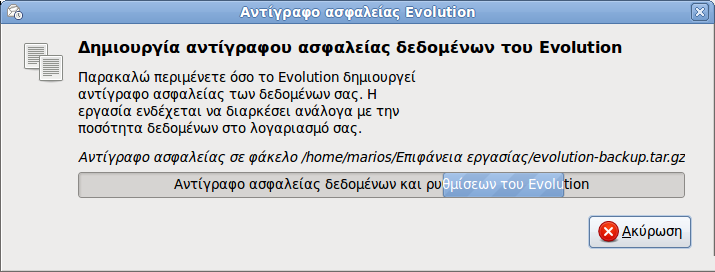 Αντίγραφο ασφαλείας Evolution
Δημιουργία αντίγραφου ασφαλείας δεδομένων του Evolution
Παρακαλώ περιμένετε όσο το Evolution δημιουργεί
αντίγραφο ασφαλείας των δεδομένων σας. Η
εργασία ενδέχεται να διαρκέσει ανάλογα με την
ποσότητα δεδομένων στο λογαριασμό σας.
Αντίγραφο ασφαλείας σε φάκελο /home/marios/Επιφάνεια εργασίας/evolution-backup.tar.gz
Αντίγραφο ασφαλείας δεδομένων και ρυθμίσεων του Evolution
Ακύρωση